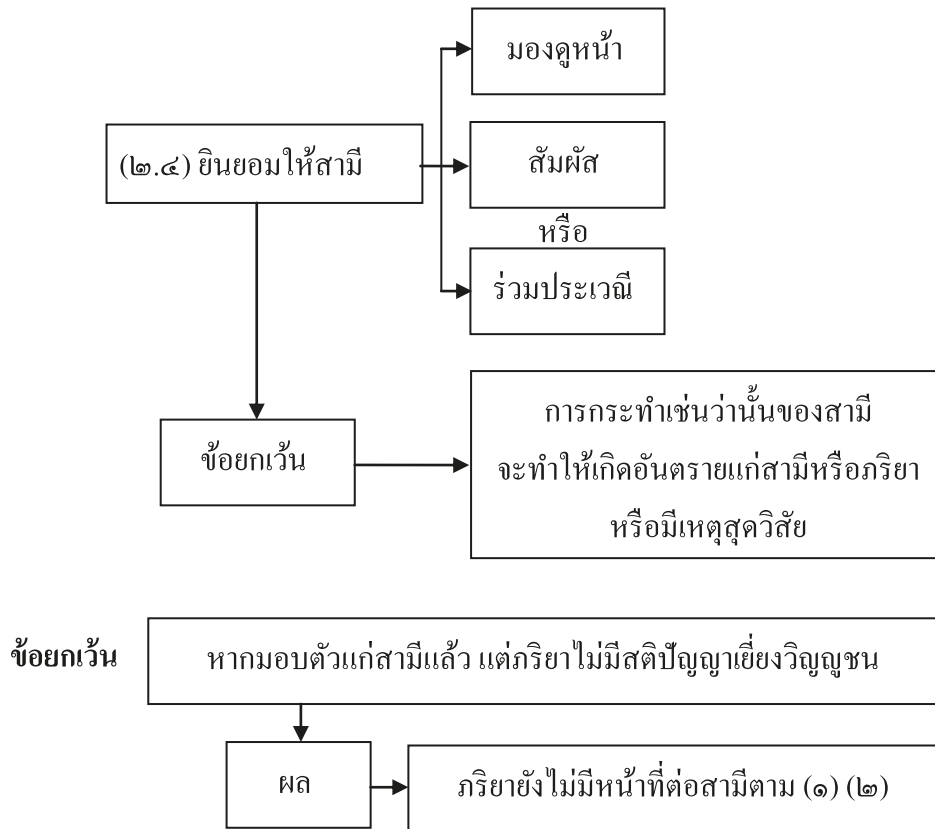 มองดูหน้า
(๒.๔) ยินยอมให้สามี
สัมผัส
หรือ
ร่วมประเวณี
ข้อยกเว้น
การกระทำเช่นว่านั้นของสามี
จะทำให้เกิดอันตรายแก่สามีหรือภริยา
หรือมีเหตุสุดวิสัย
ข้อยกเว้น
หากมอบตัวแก่สามีแล้ว แต่ภริยาไม่มีสติปัญญาเยี่ยงวิญญูชน
ผล
ภริยายังไม่มีหน้าที่ต่อสามีตาม (๑) (๒)